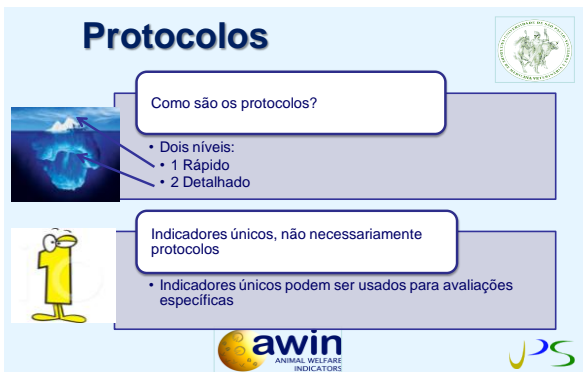 Protocolos
Como são os protocolos?
• Dois níveis:
• 1 Rápido
• 2 Detalhado
Indicadores únicos, não necessariamente
protocolos
• Indicadores únicos podem ser usados para avaliações
específicas
awin
ANIMAL WELFARE
INDICATORS
JPS